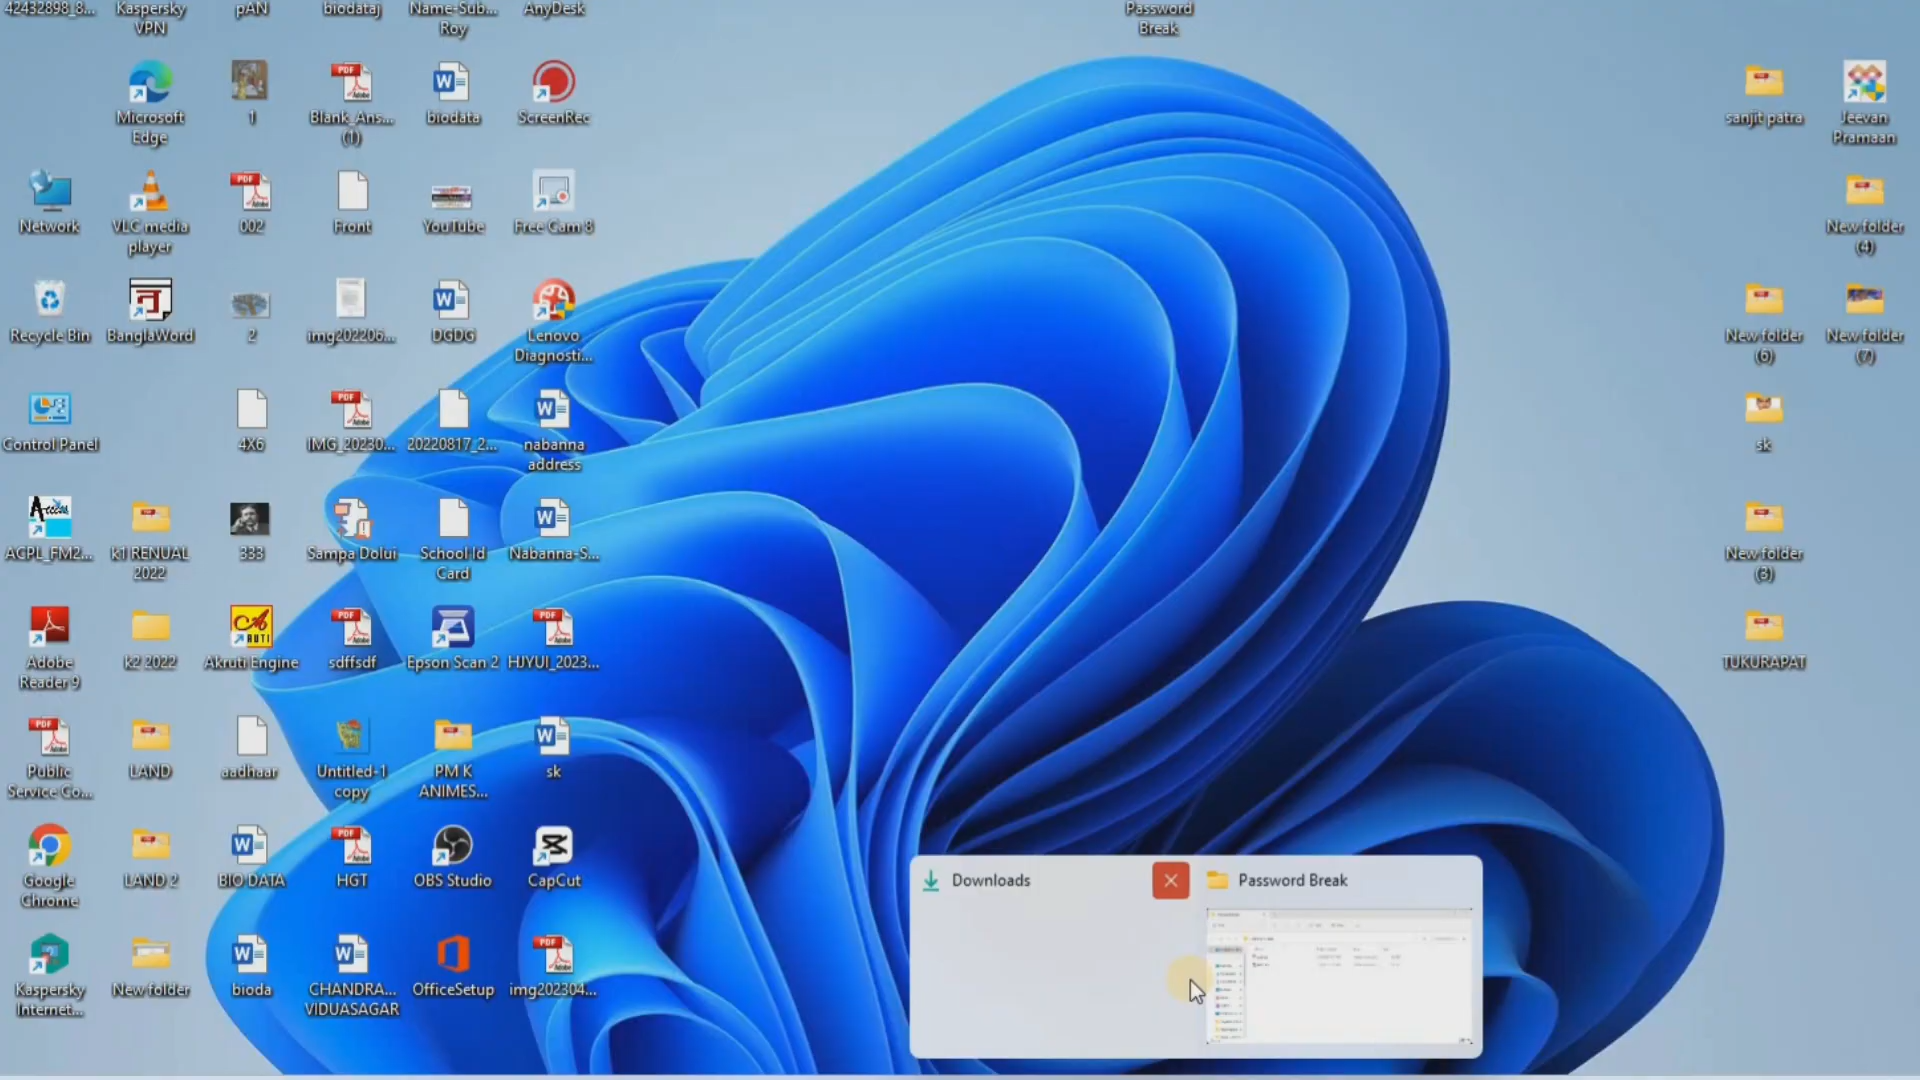 42432898_8...
Kaspersky
VPN
pAN
biodataj
Name-Sub...
Roy
AnyDesk
Password
Break
Microsoft
Edge
1
Blank_Ans...
(1)
biodata
ScreenRec
sanjit patra
Jeevan
Pramaan
Network
VLC media
player
002
Front
YouTube
Free Cam 8
New folder
(4)
Recycle Bin
BanglaWord
2
img202206...
DGDG
Lenovo
Diagnosti...
New folder
(6)
New folder
(7)
Control Panel
4X6
IMG_20230...
20220817_2...
nabanna
address
sk
ACPL_FM2...
k1 RENUAL
2022
333
Sampa Dolui
School Id
Card
Nabanna-S...
New folder
(3)
Adobe
Reader 9
k2 2022
Akruti Engine
sdffsdf
Epson Scan 2
HJYUI_2023...
TUKURAPAT
Public
Service Co...
LAND
aadhaar
Untitled-1
copy
PM K
ANIMES...
sk
Google
Chrome
LAND 2
BIO DATA
HGT
OBS Studio
CapCut
Downloads
Password Break
Kaspersky
Internet...
New folder
bioda
CHANDRA...
VIDUASAGAR
OfficeSetup
img202304...